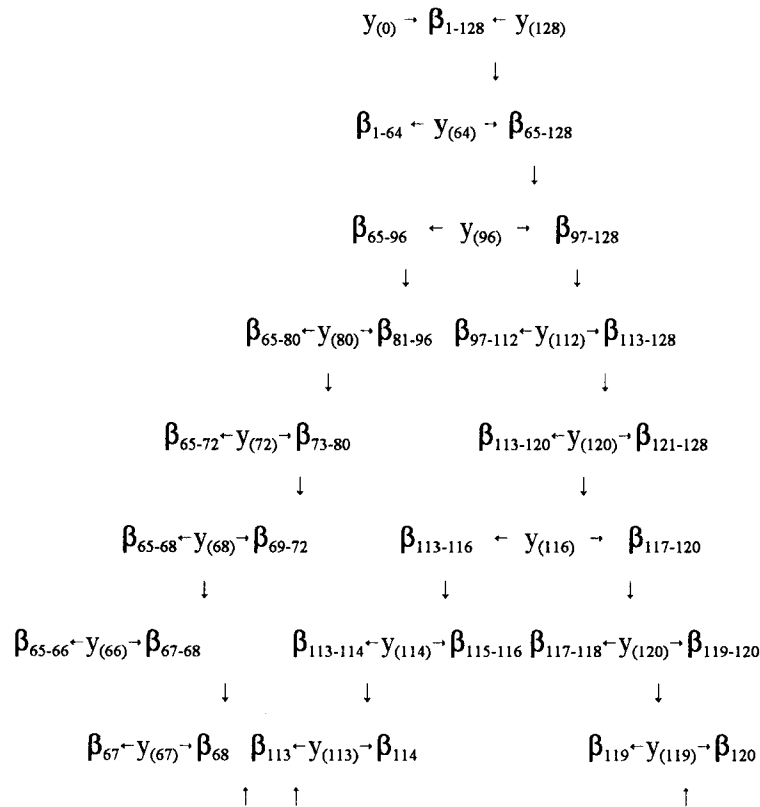 y(0) → β1-128 ← y(128)
↓
β1-64 ← y(64) → β65-128
↓
β65-96 ← y(96) → β97-128
↓ ↓
β65-80 ← y(80) → β81-96 β97-112 ← y(112) → β113-128
↓ ↓
β65-72 ← y(72) → β73-80 β113-120 ← y(120) → β121-128
↓ ↓
β65-68 ← y(68) → β69-72 β113-116 ← y(116) → β117-120
↓ ↓ ↓
β65-66 ← y(66) → β67-68 β113-114 ← y(114) → β115-116 β117-118 ← y(120) → β119-120
↓ ↓ ↓
β67 ← y(67) → β68 β113 ← y(113) → β114 β119 ← y(119) → β120
↑ ↑ ↑